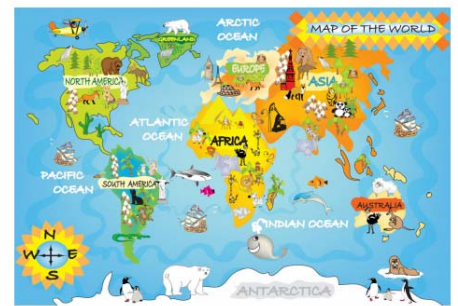 ARCTIC
OCEAN
MAP OF THE WORLD
GREENLAND
NORTH AMERICA
EUROPE
ASIA
ATLANTIC
OCEAN
AFRICA
PACIFIC
OCEAN
SOUTH AMERICA
AUSTRALIA
INDIAN OCEAN
N
W E
S
ANTARCTICA